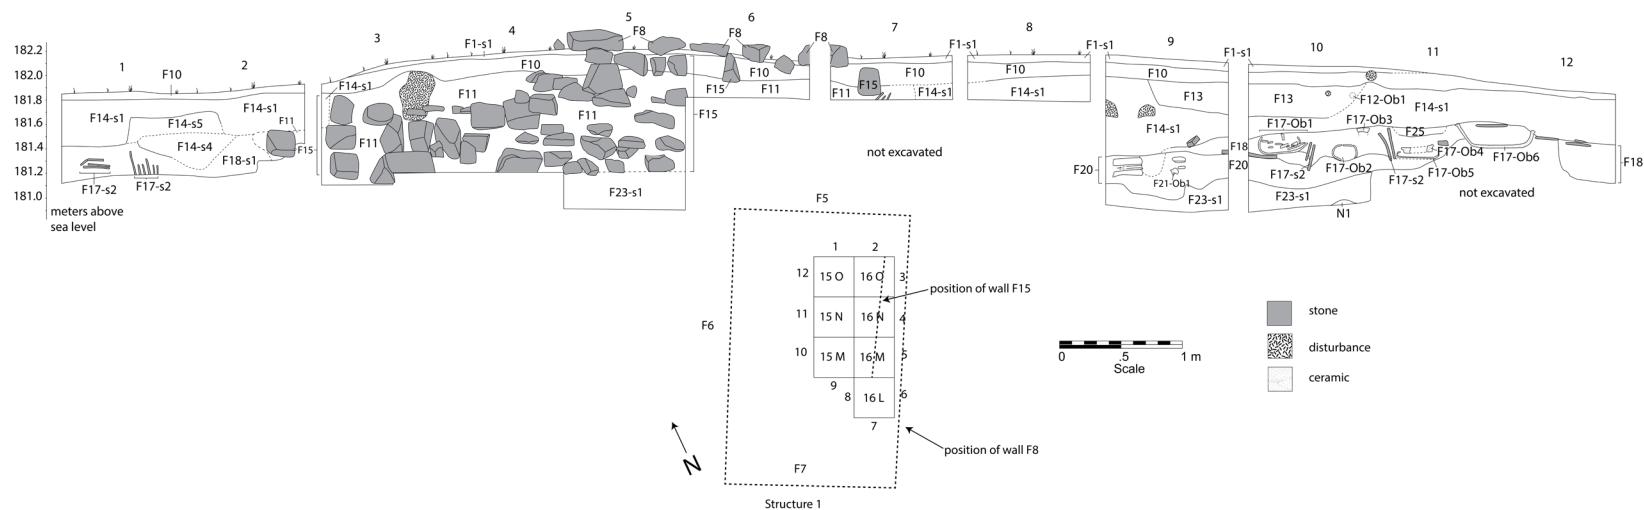 1 2 3 4 5 6 7 8 9 10 11 12
182.2
182.0
181.8
181.6
181.4
181.2
181.0
meters above
sea level
F10
F14-s1
F14-s1
F14-s5
F14-s4
F18-s1
F11
F15
F17-s2
F17-s2
F14-s1
F1-s1
F10
F11
F11
F11
F8
F8
F15
F23-s1
F10
F15
F11
F8
F1-s1
F10
F15
F11
F14-s1
not excavated
F1-s1
F10
F14-s1
F1-s1
F10
F13
F14-s1
F18
F20
F20
F21-Ob1
F23-s1
F13
F12-Ob1
F14-s1
F17-Ob1
F17-Ob3
F25
F17-Ob4
F17-Ob6
F17-s2
F17-Ob2
F17-s2
F17-Ob5
F18
F23-s1
N1
not excavated
F5
1 2
12 15 O 16 O 3
position of wall F15
11 15 N 16 N 4
F6
10 15 M 16 M 5
9
8 16 L 6
7
position of wall F8
N
F7
Structure 1
0 .5 1 m
Scale
stone
disturbance
ceramic